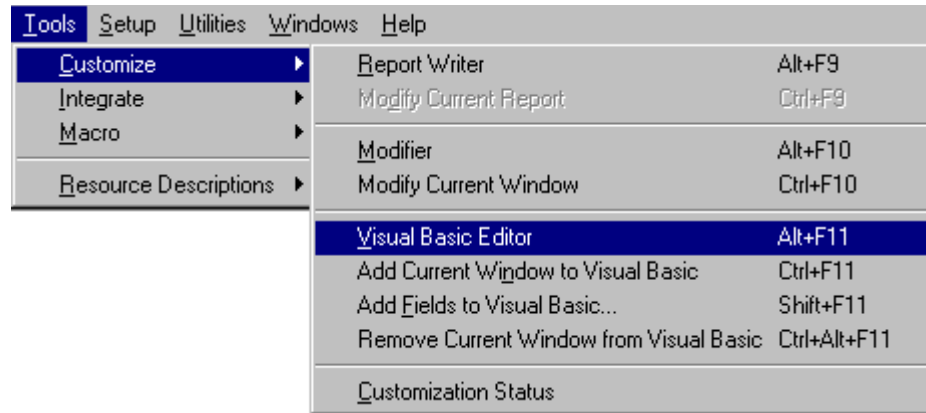 Tools Setup Utilities Windows Help
Customize
Integrate
Macro
Resource Descriptions
Report Writer Alt+F9
Modify Current Report Ctrl+F9
Modifier Alt+F10
Modify Current Window Ctrl+F10
Visual Basic Editor Alt+F11
Add Current Window to Visual Basic Ctrl+F11
Add Fields to Visual Basic... Shift+F11
Remove Current Window from Visual Basic Ctrl+Alt+F11
Customization Status